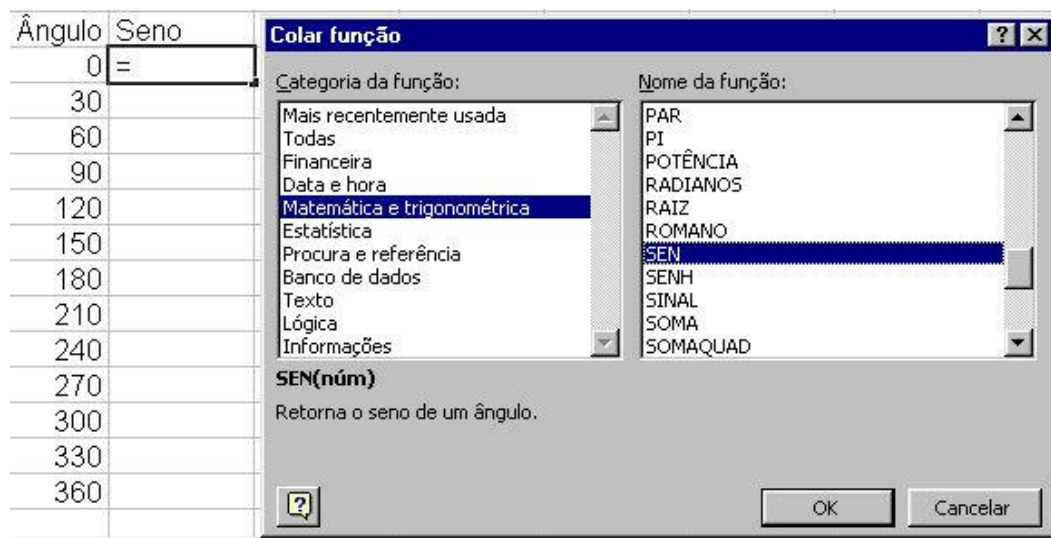 Ângulo Seno
0 =
30
60
90
120
150
180
210
240
270
300
330
360
Colar função
Categoria da função:
Mais recentemente usada
Todas
Financeira
Data e hora
Matemática e trigonométrica
Estatística
Procura e referência
Banco de dados
Texto
Lógica
Informações
Nome da função:
PAR
PI
POTÊNCIA
RADIANOS
RAIZ
ROMANO
SEN
SENH
SINAL
SOMA
SOMAQUAD
SEN(núm)
Retorna o seno de um ângulo.
OK
Cancelar